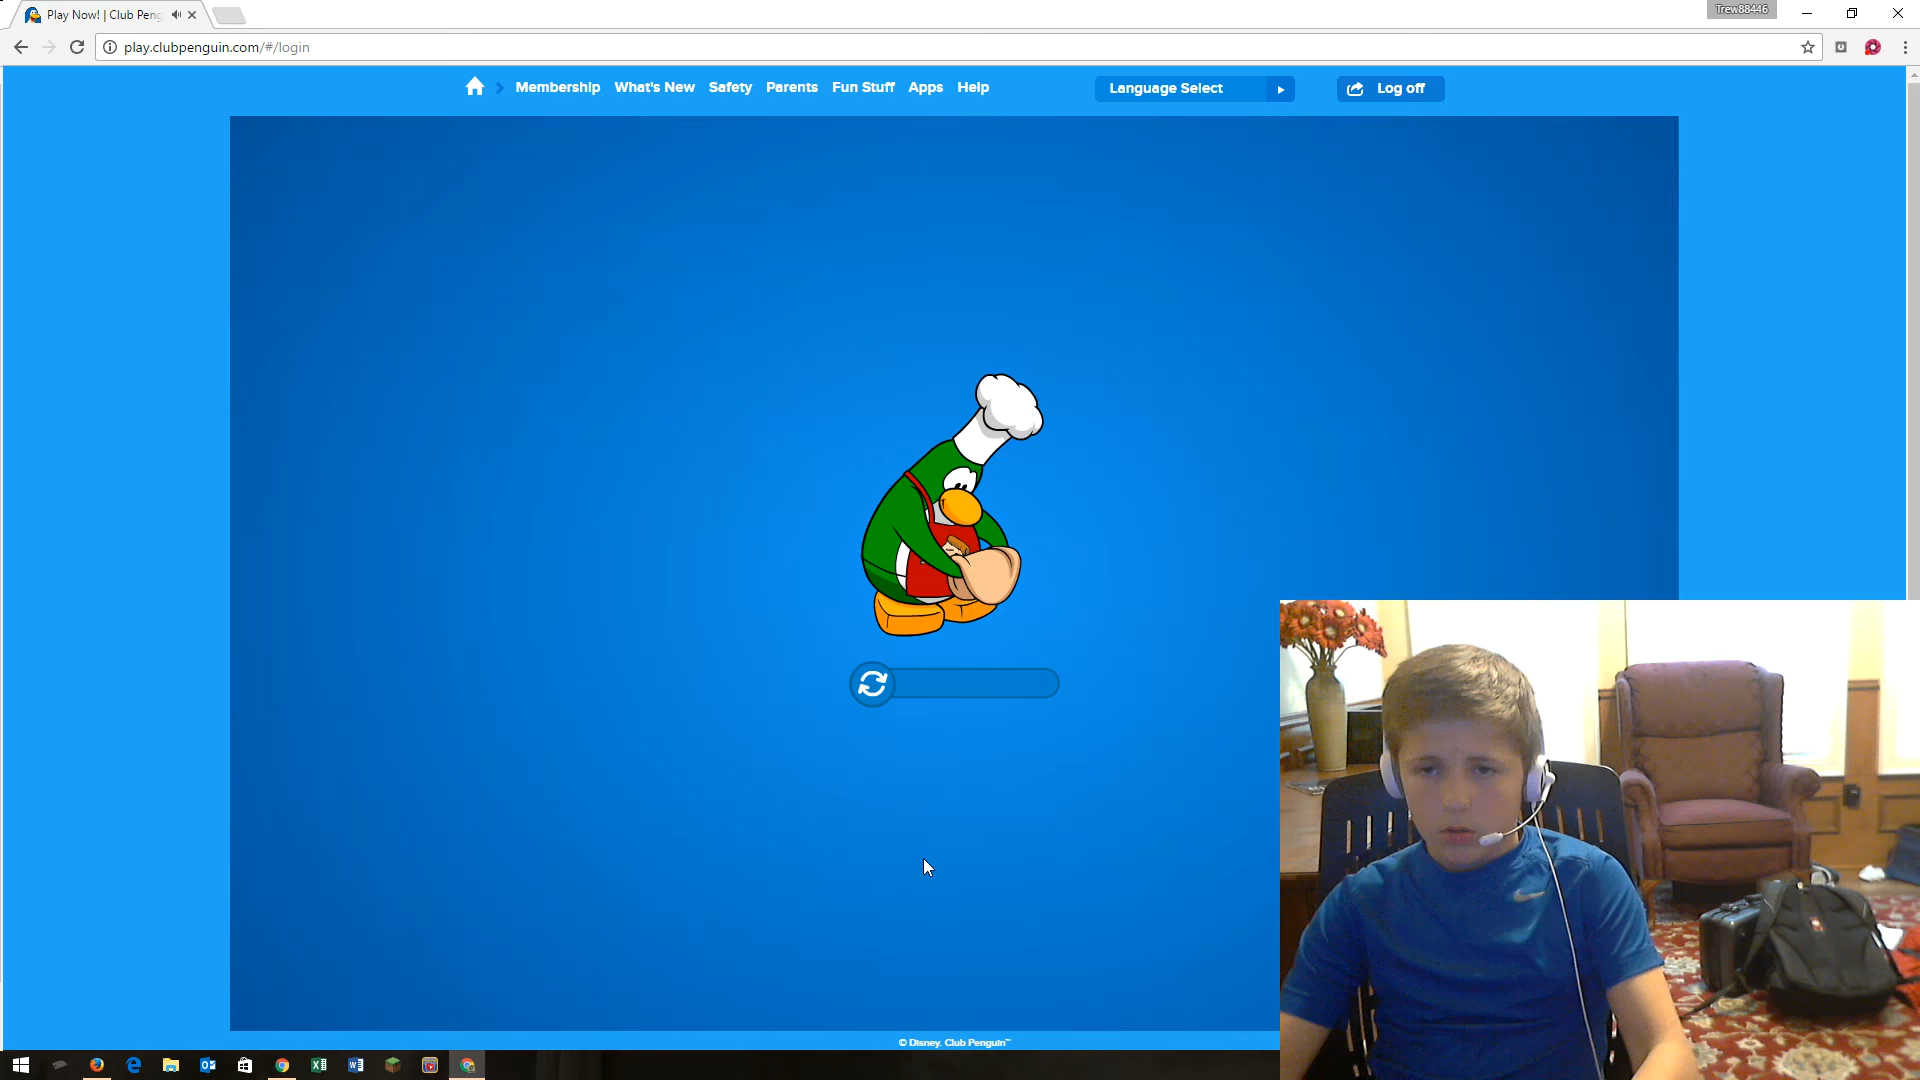 Play Now! | Club Peng
Trew88446
play.clubpenguin.com/#/login
Membership What's New Safety Parents Fun Stuff Apps Help
Language Select
Log off
© Disney. Club Penguin™